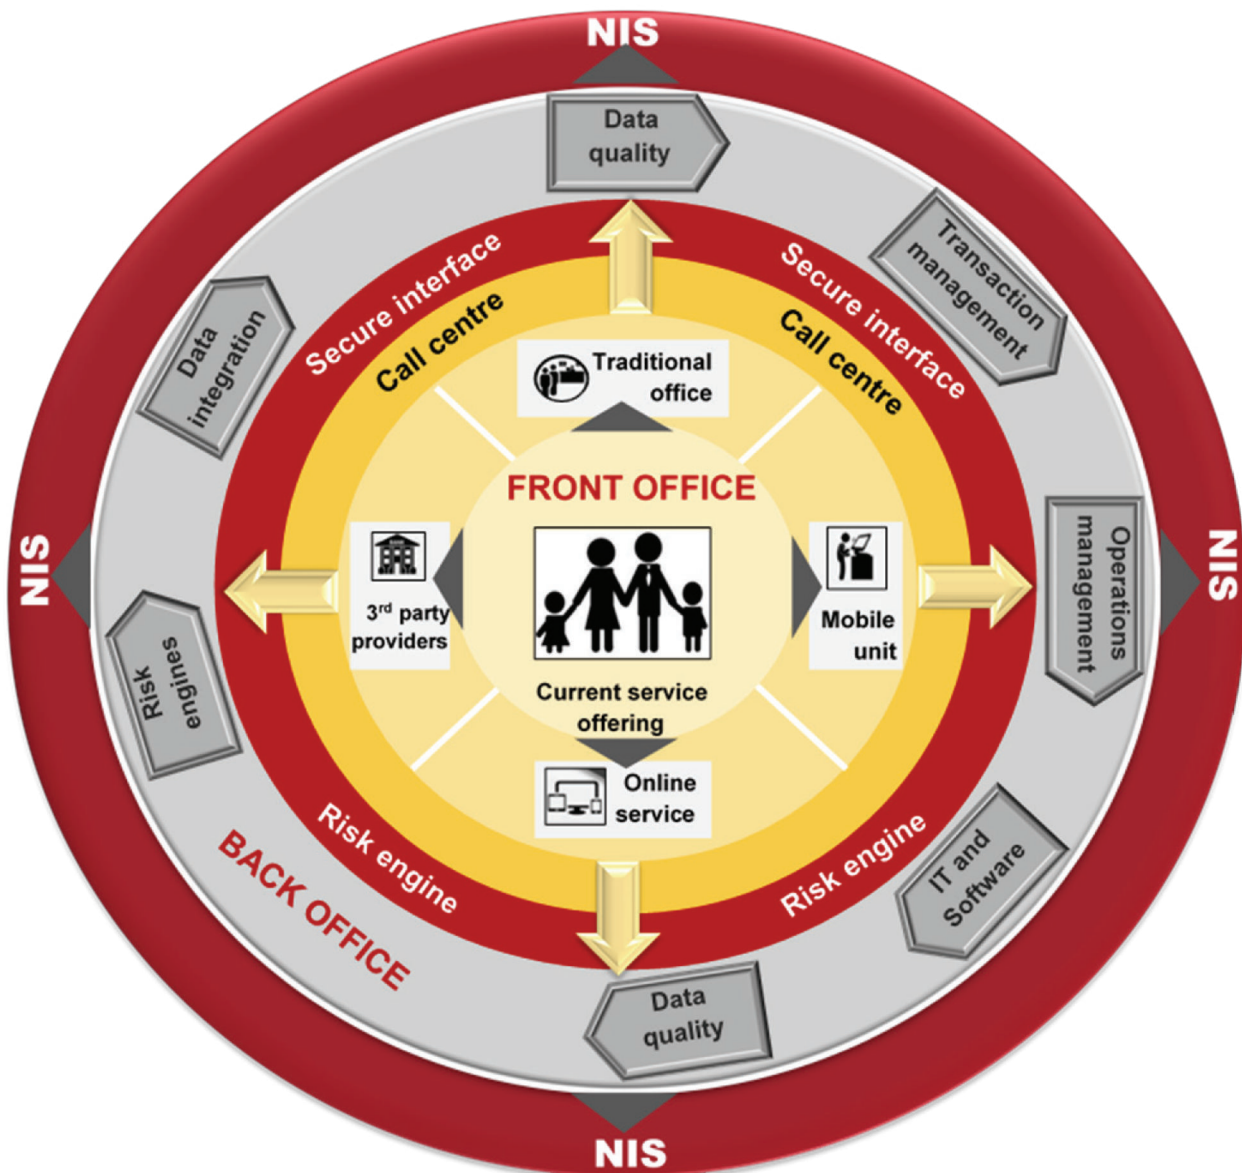 NIS
Data
quality
Transaction
management
Secure interface
Secure interface
Call centre
Call centre
Data
integration
Traditional
office
FRONT OFFICE
NIS
3rd party
providers
Mobile
unit
Operations
management
NIS
Current service
offering
Risk
engines
Online
service
Risk engine
Risk engine
IT and
Software
BACK OFFICE
Data
quality
NIS